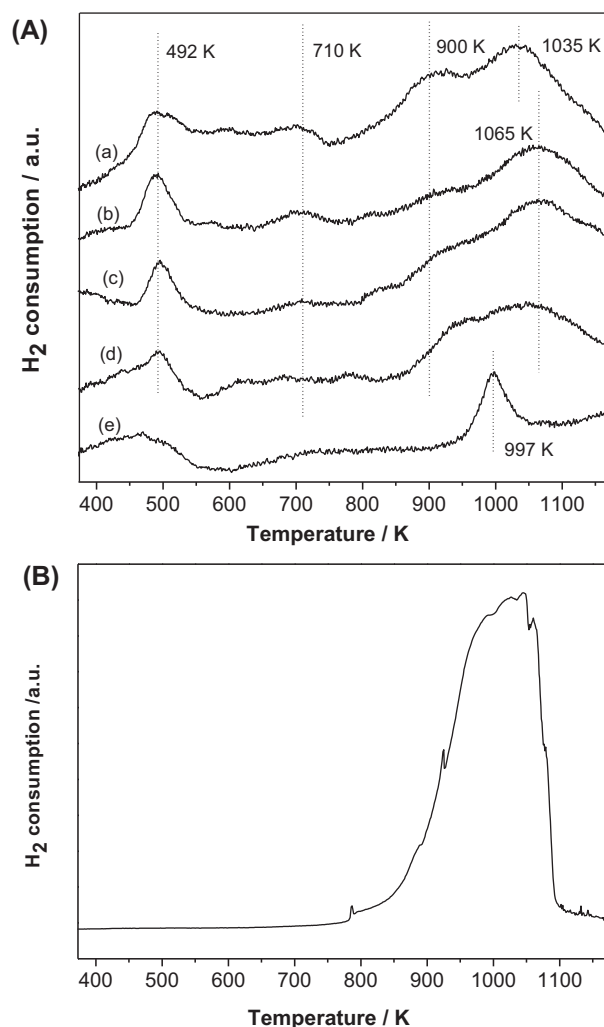 (A)
492 K
710 K
900 K
1035 K
1065 K
(a)
(b)
(c)
(d)
(e)
997 K
H2 consumption / a.u.
400 500 600 700 800 900 1000 1100
Temperature / K
(B)
H2 consumption /a.u.
400 500 600 700 800 900 1000 1100
Temperature / K